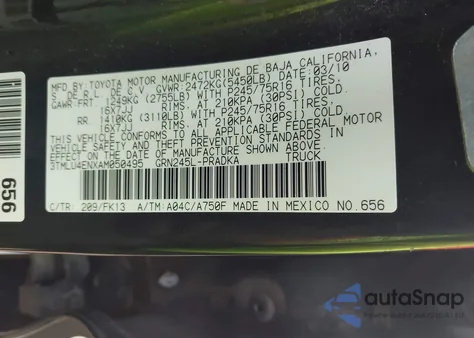 MFD. BY: TOYOTA MOTOR MANUFACTURING DE BAJA CALIFORNIA,
S. DE R.L. DE C.V. GVWR: 2472KG(5450LB) DATE: 03/10
GAWR FRT 1249KG (2755LB) WITH P245/75R16 TIRES,
16X7JJ RIMS, AT 210KPA (30PSI) COLD.
RR 1410KG (3110LB) WITH P245/75R16 TIRES,
16X7JJ RIMS, AT 210KPA (30PSI) COLD.
THIS VEHICLE CONFORMS TO ALL APPLICABLE FEDERAL MOTOR
VEHICLE SAFETY AND THEFT PREVENTION STANDARDS IN
EFFECT ON THE DATE OF MANUFACTURE SHOWN ABOVE.
3TMLU4ENXAM050495 GRN245L-PRADKA TRUCK
C/TR: 209/FK13 A/TM: A04C/A750F MADE IN MEXICO NO.656
656
autoSnap